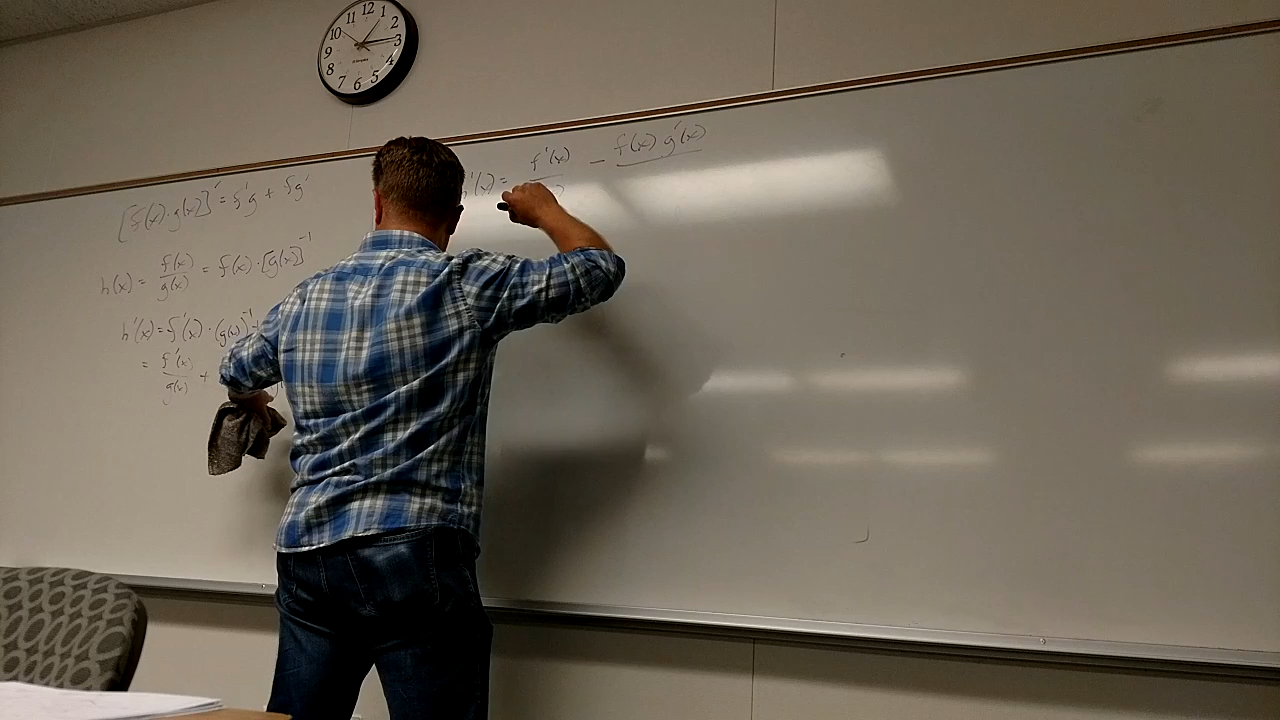 12
11 1
10 2
9 3
8 4
7 6 5
[f(x)·g(x)]' = f'g + fg'
h(x) = f(x)/g(x) = f(x)·[g(x)]⁻¹
h'(x) = f'(x)·(g(x))⁻¹
= f'(x)/g(x) +
'(x) = f'(x) − f(x) g'(x)